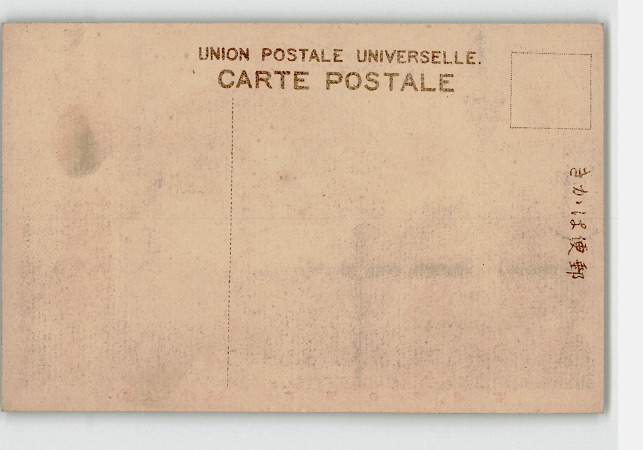 UNION POSTALE UNIVERSELLE.
CARTE POSTALE
きかは便郵